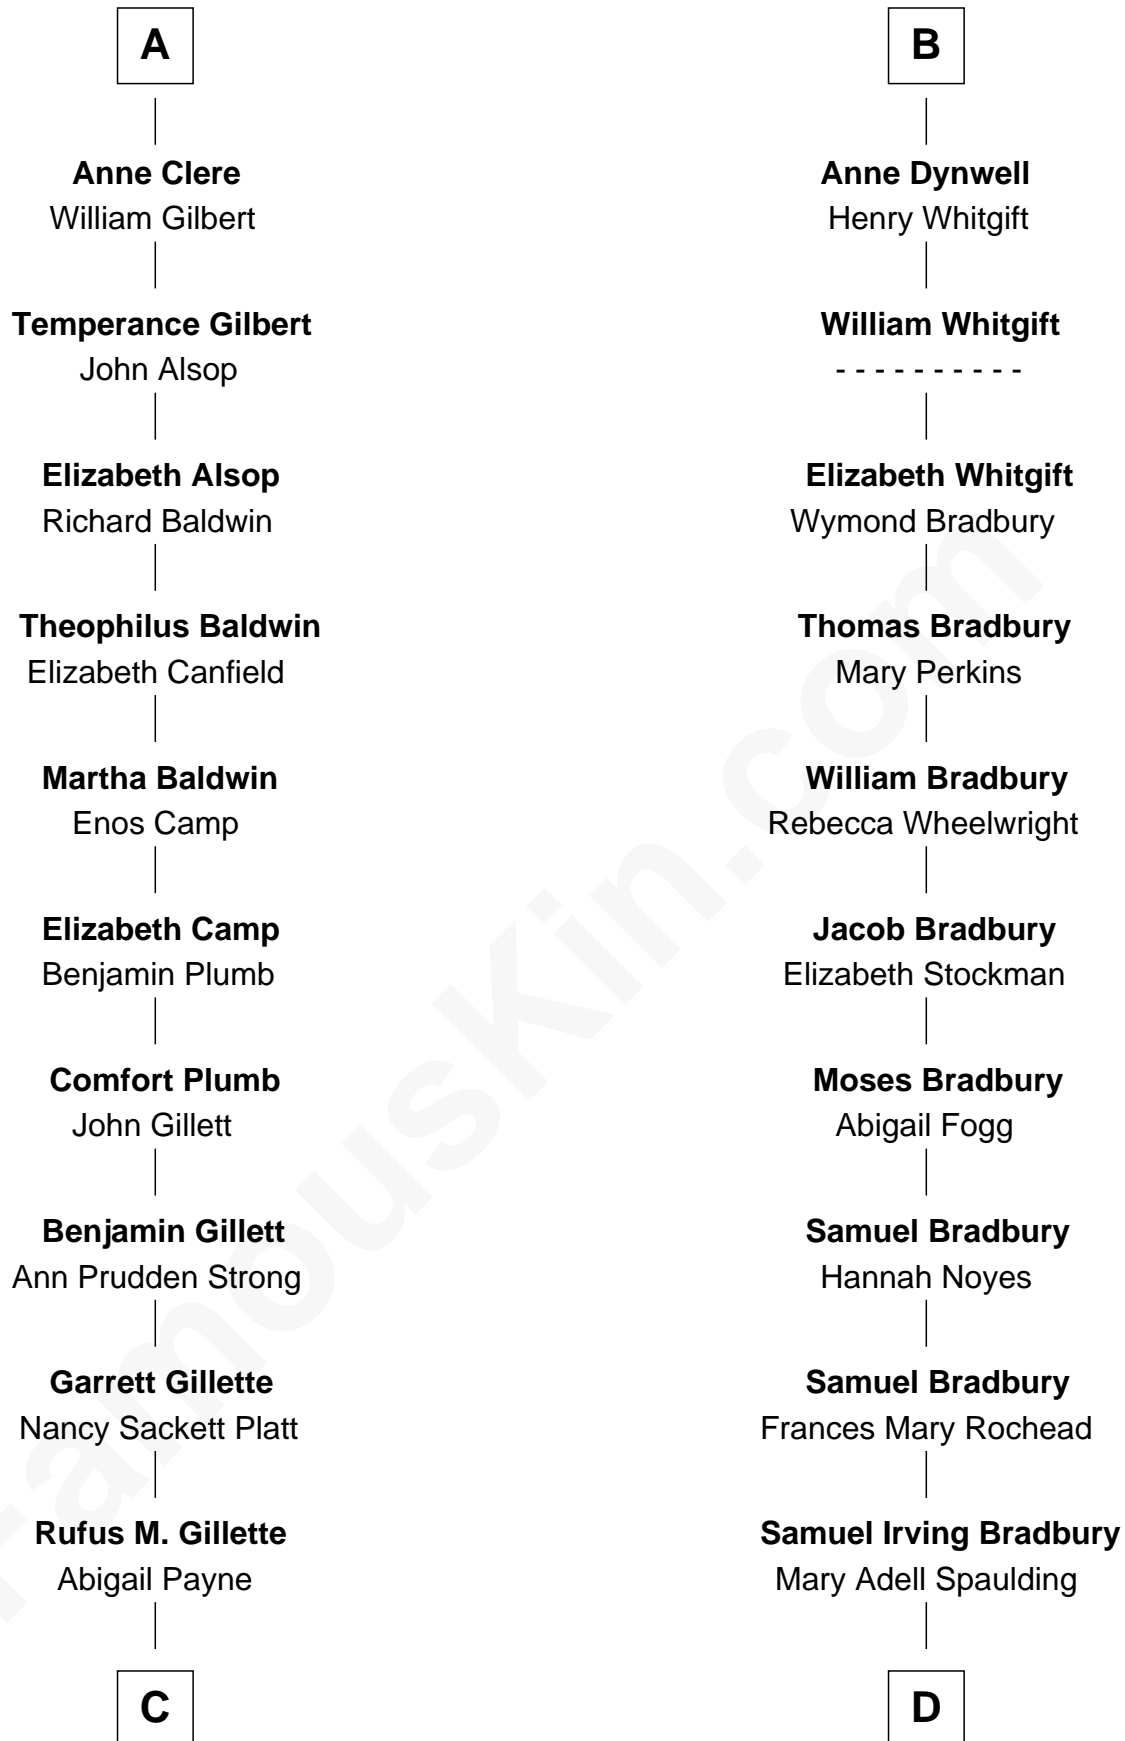 A
Anne Clere
William Gilbert
Temperance Gilbert
John Alsop
Elizabeth Alsop
Richard Baldwin
Theophilus Baldwin
Elizabeth Canfield
Martha Baldwin
Enos Camp
Elizabeth Camp
Benjamin Plumb
Comfort Plumb
John Gillett
Benjamin Gillett
Ann Prudden Strong
Garrett Gillette
Nancy Sackett Platt
Rufus M. Gillette
Abigail Payne
C
B
Anne Dynwell
Henry Whitgift
William Whitgift
- - - - - - - - - -
Elizabeth Whitgift
Wymond Bradbury
Thomas Bradbury
Mary Perkins
William Bradbury
Rebecca Wheelwright
Jacob Bradbury
Elizabeth Stockman
Moses Bradbury
Abigail Fogg
Samuel Bradbury
Hannah Noyes
Samuel Bradbury
Frances Mary Rochead
Samuel Irving Bradbury
Mary Adell Spaulding
D
FamousKin.com